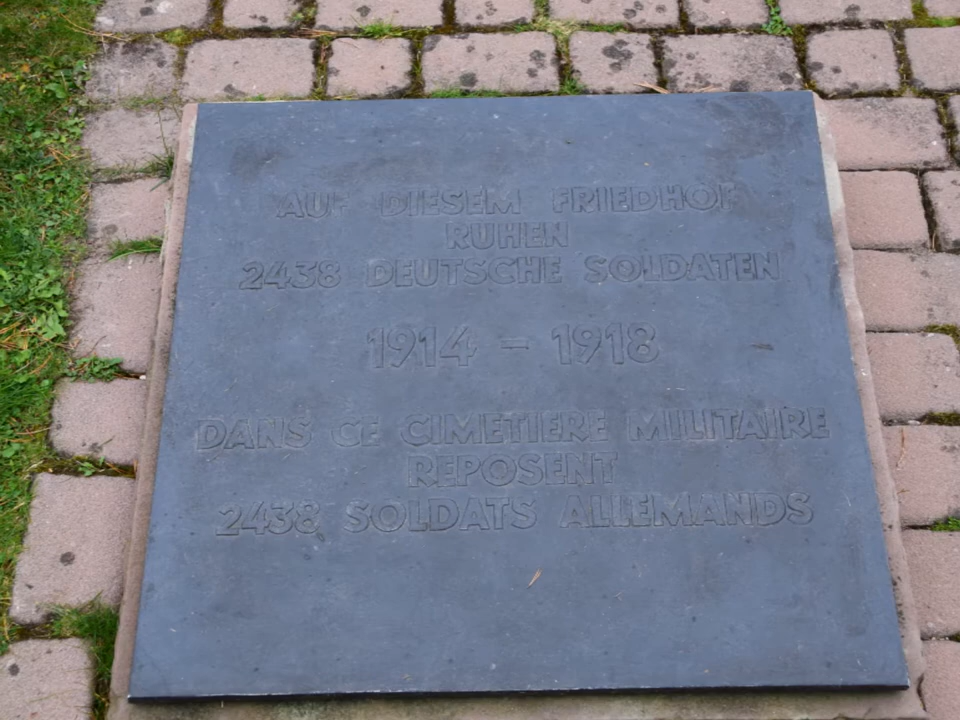 AUF DIESEM FRIEDHOF
RUHEN
2438 DEUTSCHE SOLDATEN
1914 - 1918
DANS CE CIMETIERE MILITAIRE
REPOSENT
2438 SOLDATS ALLEMANDS